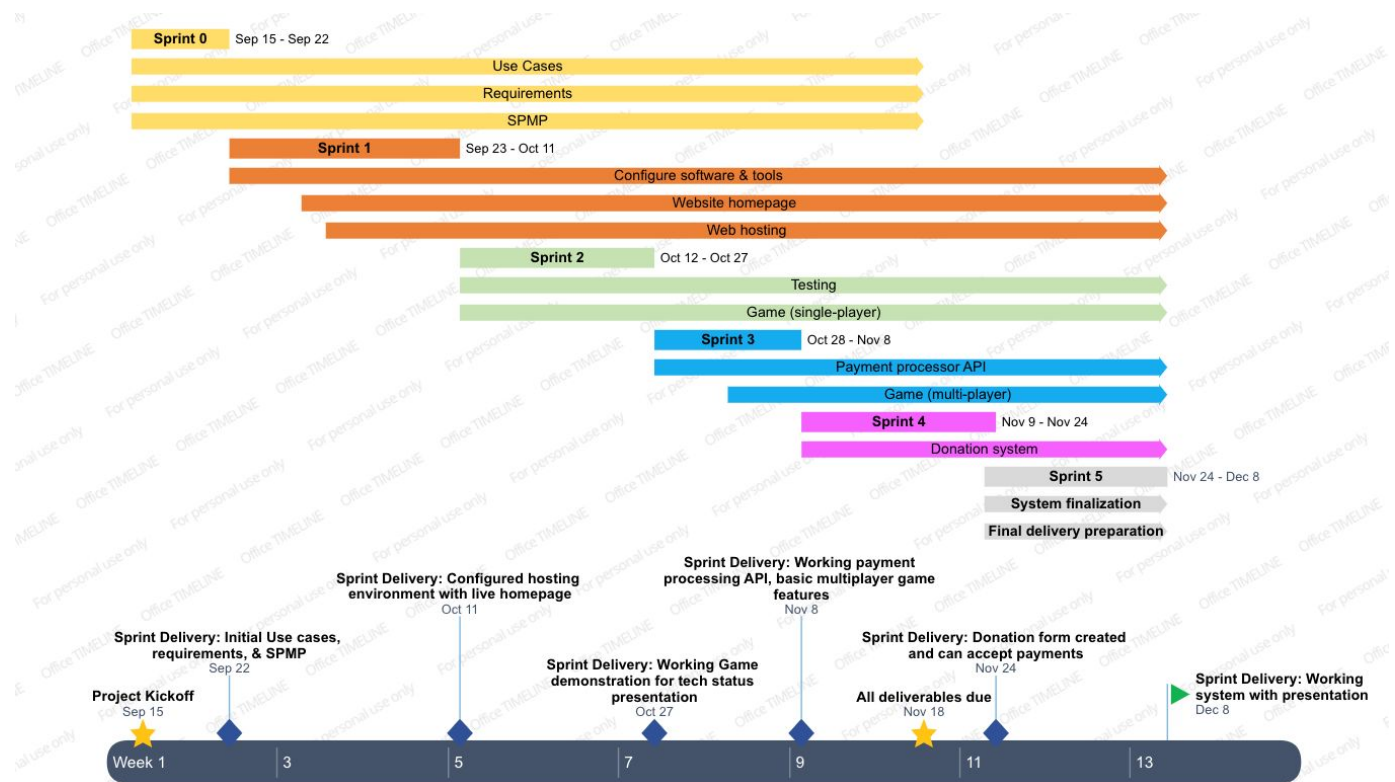 Sprint 0
Sep 15 - Sep 22
Use Cases
Requirements
SPMP
Sprint 1
Sep 23 - Oct 11
Configure software & tools
Website homepage
Web hosting
Sprint 2
Oct 12 - Oct 27
Testing
Game (single-player)
Sprint 3
Oct 28 - Nov 8
Payment processor API
Game (multi-player)
Sprint 4
Nov 9 - Nov 24
Donation system
Sprint 5
Nov 24 - Dec 8
System finalization
Final delivery preparation
Project Kickoff
Sep 15
Sprint Delivery: Initial Use cases,
requirements, & SPMP
Sep 22
Sprint Delivery: Configured hosting
environment with live homepage
Oct 11
Sprint Delivery: Working Game
demonstration for tech status
presentation
Oct 27
Sprint Delivery: Working payment
processing API, basic multiplayer game
features
Nov 8
All deliverables due
Nov 18
Sprint Delivery: Donation form created
and can accept payments
Nov 24
Sprint Delivery: Working
system with presentation
Dec 8
Week 1
3
5
7
9
11
13
Office TIMELINE
For personal use only